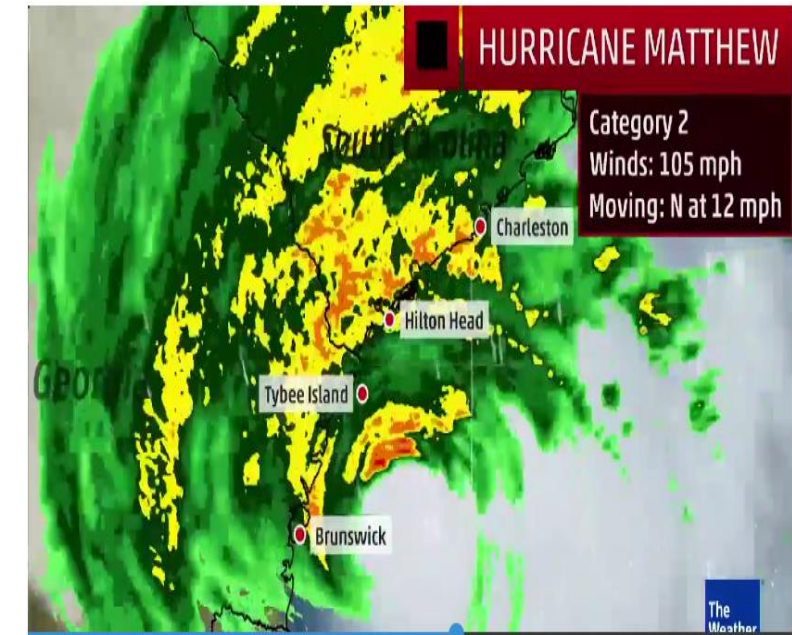 HURRICANE MATTHEW
Category 2
Winds: 105 mph
Moving: N at 12 mph
South Carolina
Charleston
Hilton Head
Georgia
Tybee Island
Brunswick
The
Weather